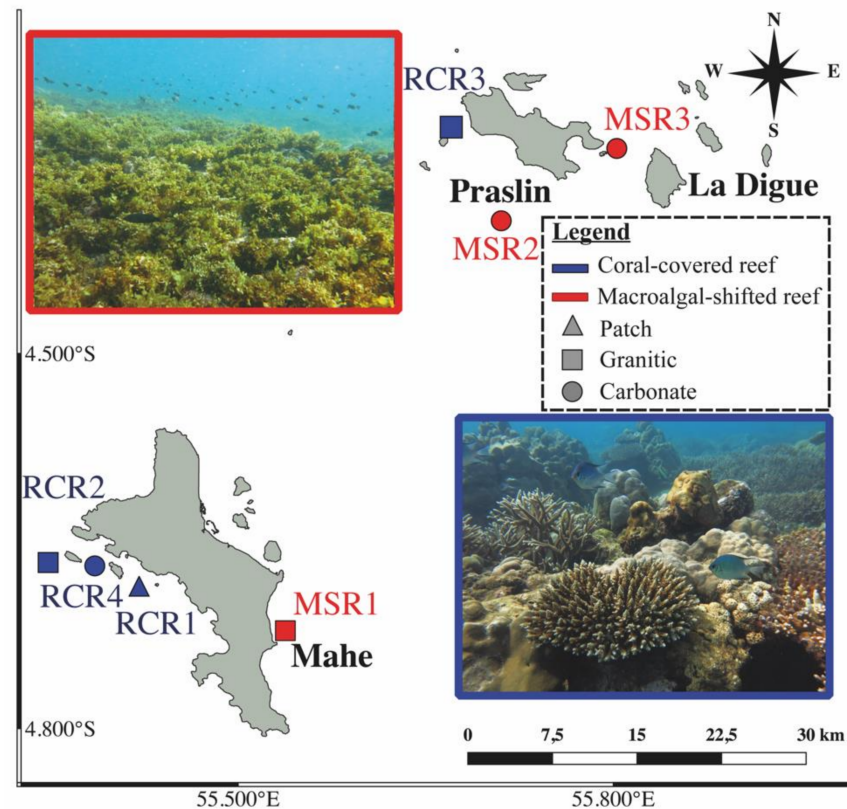 N
W
E
S
RCR3
MSR3
Praslin
La Digue
MSR2
Legend
Coral-covered reef
Macroalgal-shifted reef
Patch
Granitic
Carbonate
4.500°S
RCR2
RCR4
RCR1
MSR1
Mahe
4.800°S
0 7,5 15 22,5 30 km
55.500°E
55.800°E